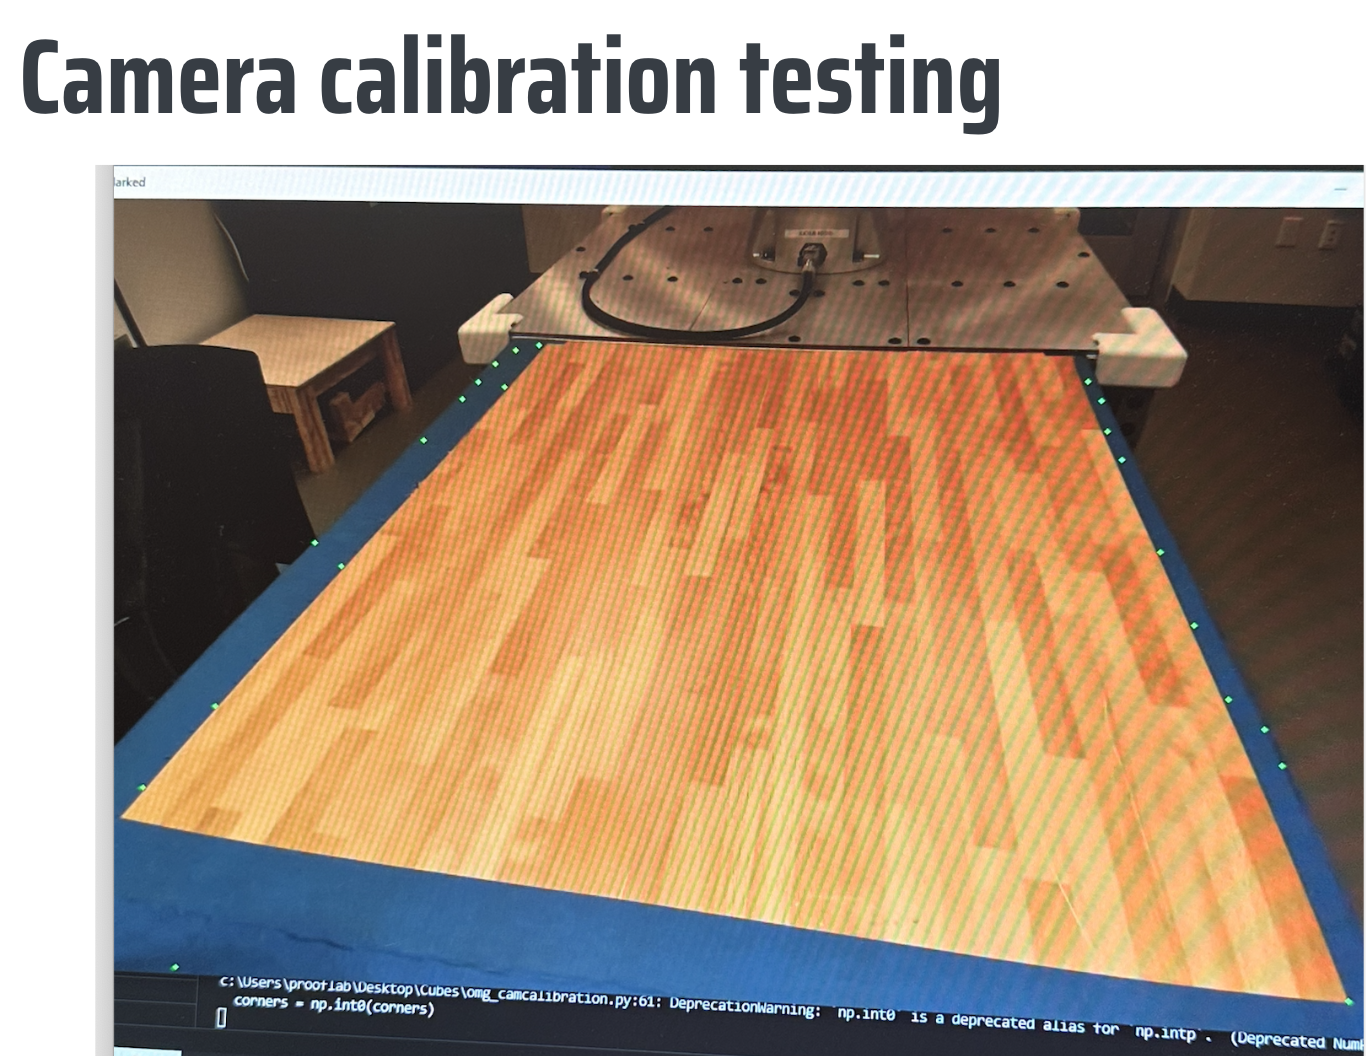 Camera calibration testing
larked
c:\Users\prooflab\Desktop\Cubes\omg_camcalibration.py:61: DeprecationWarning: `np.int0` is a deprecated alias for `np.intp`.  (Deprecated Num
corners = np.int0(corners)